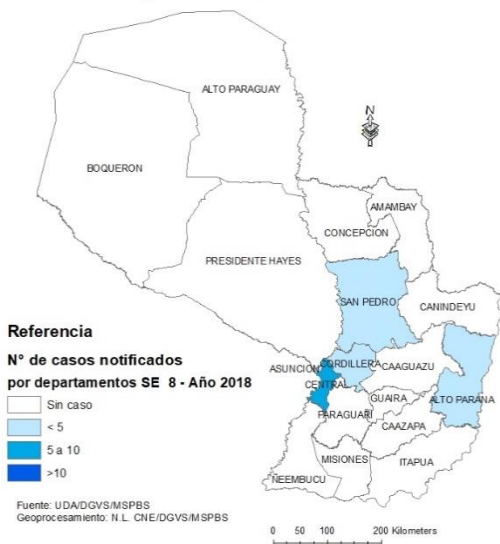 ALTO PARAGUAY
N
BOQUERON
AMAMBAY
CONCEPCION
PRESIDENTE HAYES
SAN PEDRO
CANINDEYU
ASUNCION
CORDILLERA
CAAGUAZU
CENTRAL
GUAIRA
ALTO PARANA
PARAGUARI
CAAZAPA
MISIONES
ITAPUA
ÑEEMBUCU
Referencia
N° de casos notificados
por departamentos SE 8 - Año 2018
Sin caso
< 5
5 a 10
>10
Fuente: UDA/DGVS/MSPBS
Geoprocesamiento: N.L. CNE/DGVS/MSPBS
0 50 100 200 Kilometers